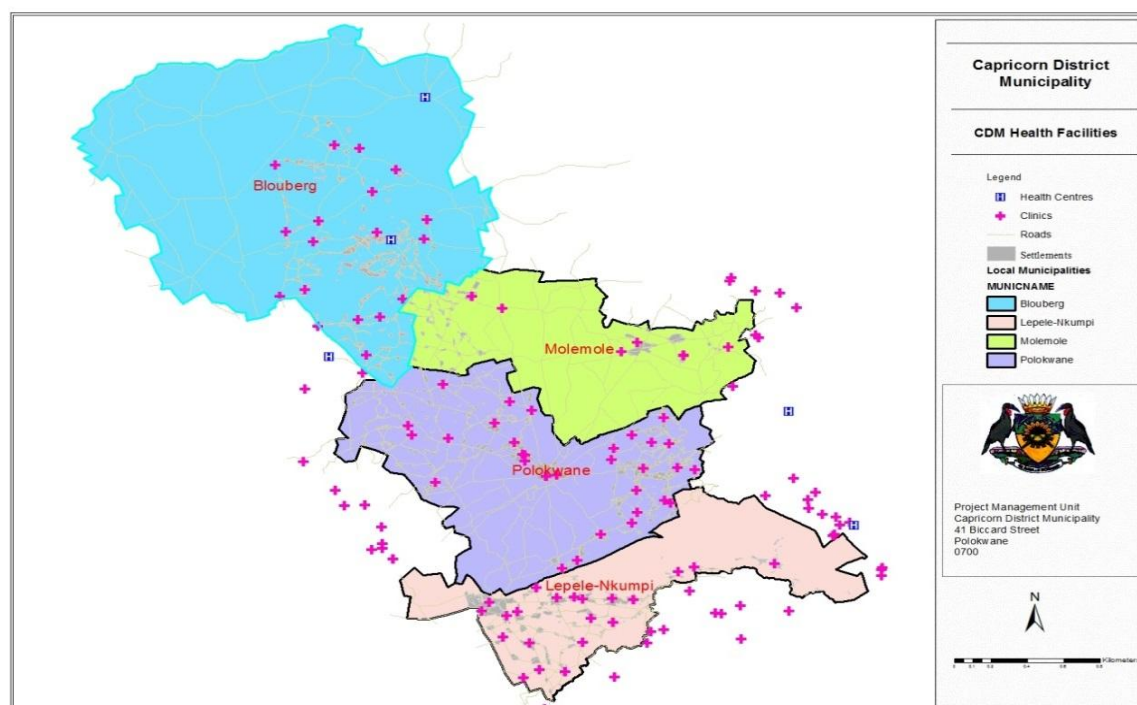 Blouberg
Molemole
Polokwane
Lepele-Nkumpi
Capricorn District
Municipality
CDM Health Facilities
Legend
H Health Centres
Clinics
Roads
Settlements
Local Municipalities
MUNICNAME
Blouberg
Lepele-Nkumpi
Molemole
Polokwane
Project Management Unit
Capricorn District Municipality
41 Biccard Street
Polokwane
0700
N